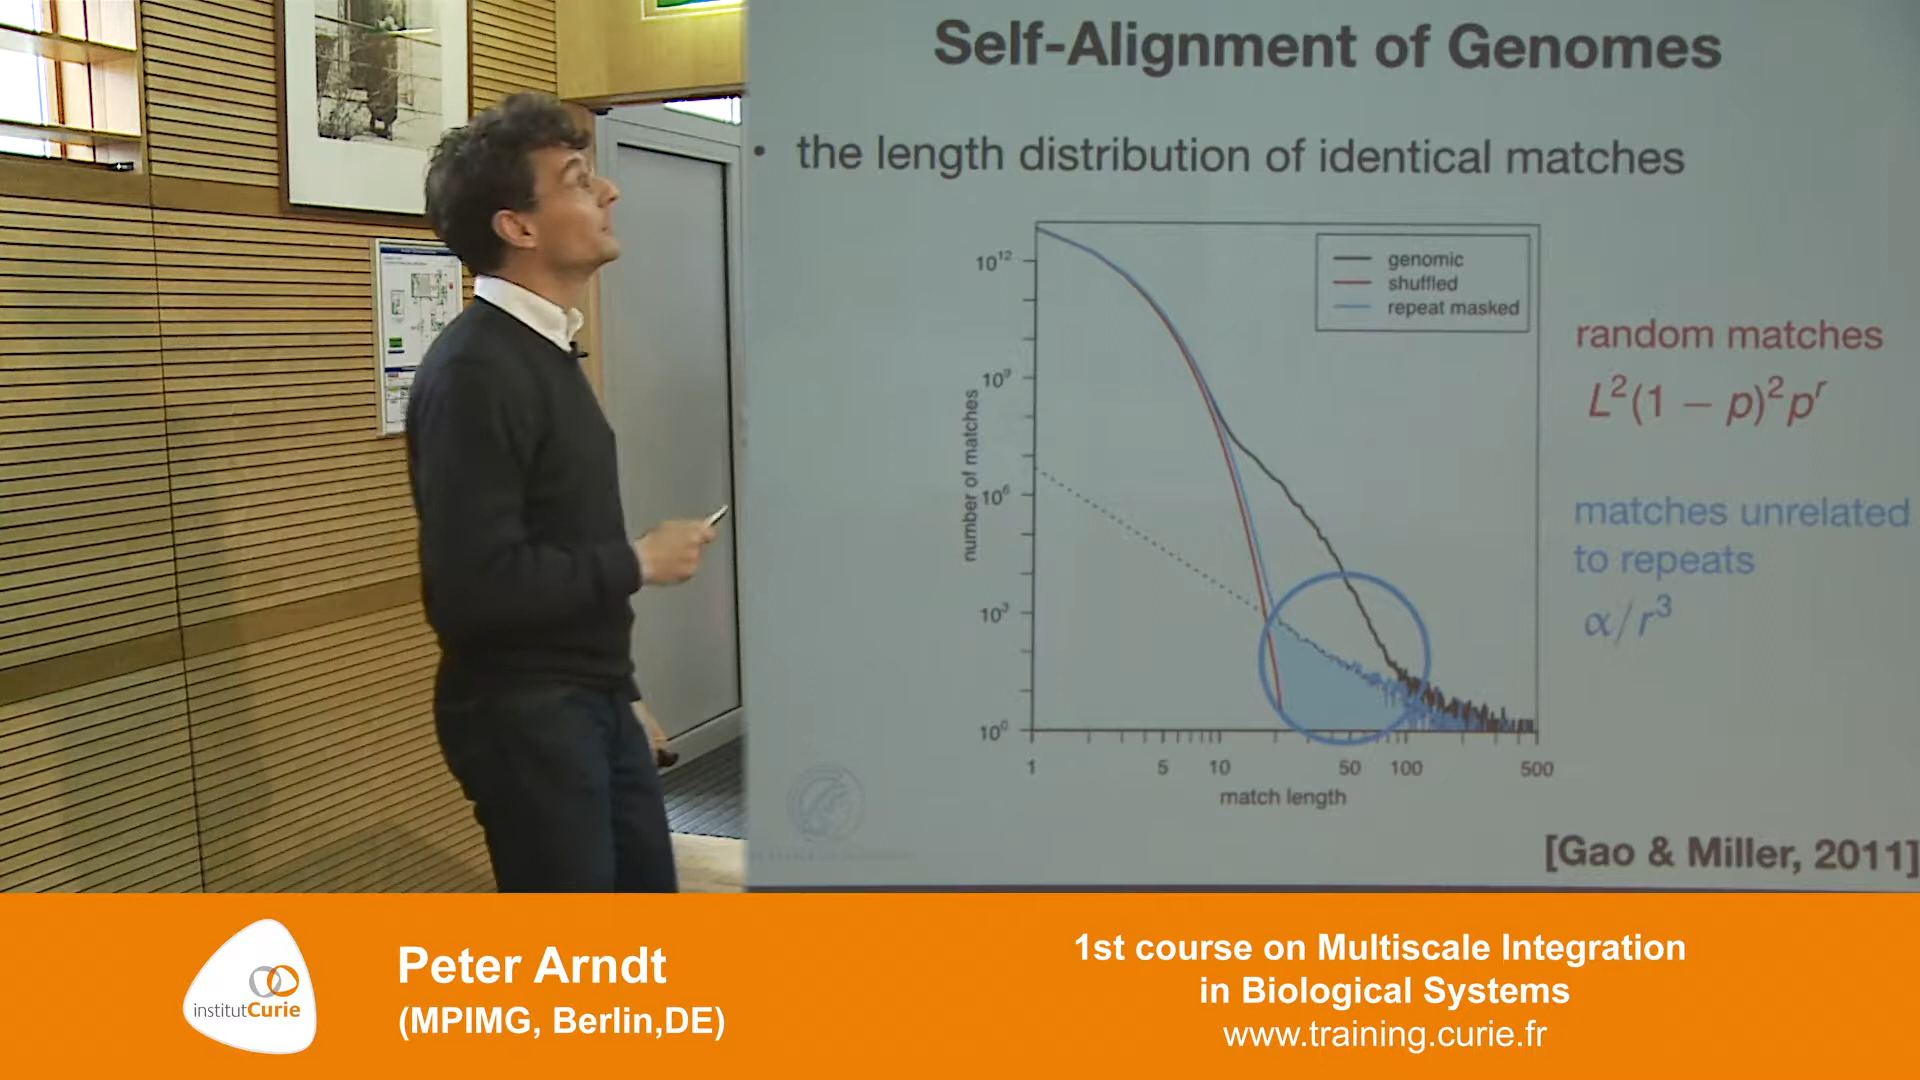 Self-Alignment of Genomes
• the length distribution of identical matches
genomic
shuffled
repeat masked
number of matches
10¹²
10⁹
10⁶
10³
10⁰
1 5 10 50 100 500
match length
random matches
L²(1 − p)²pʳ
matches unrelated
to repeats
α/r³
[Gao & Miller, 2011]
institutCurie
Peter Arndt
(MPIMG, Berlin,DE)
1st course on Multiscale Integration
in Biological Systems
www.training.curie.fr